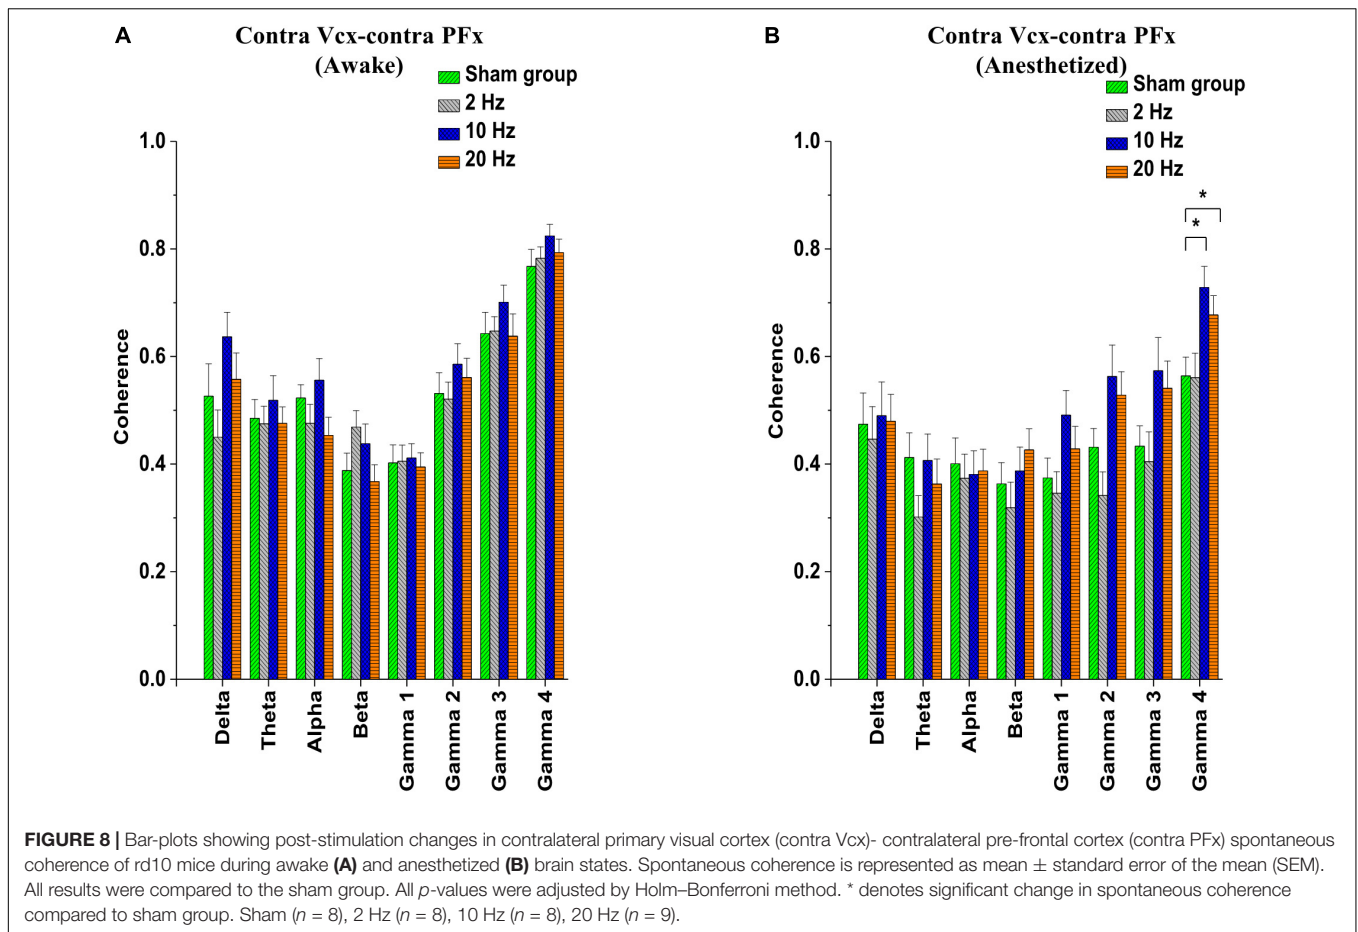 A
Contra Vcx-contra PFx
(Awake)
Sham group
2 Hz
10 Hz
20 Hz
1.0
0.8
0.6
0.4
0.2
0.0
Coherence
Delta
Theta
Alpha
Beta
Gamma 1
Gamma 2
Gamma 3
Gamma 4
B
Contra Vcx-contra PFx
(Anesthetized)
Sham group
2 Hz
10 Hz
20 Hz
1.0
0.8
0.6
0.4
0.2
0.0
Coherence
*
*
Delta
Theta
Alpha
Beta
Gamma 1
Gamma 2
Gamma 3
Gamma 4
FIGURE 8 | Bar-plots showing post-stimulation changes in contralateral primary visual cortex (contra Vcx)- contralateral pre-frontal cortex (contra PFx) spontaneous
coherence of rd10 mice during awake (A) and anesthetized (B) brain states. Spontaneous coherence is represented as mean ± standard error of the mean (SEM).
All results were compared to the sham group. All p-values were adjusted by Holm–Bonferroni method. * denotes significant change in spontaneous coherence
compared to sham group. Sham (n = 8), 2 Hz (n = 8), 10 Hz (n = 8), 20 Hz (n = 9).